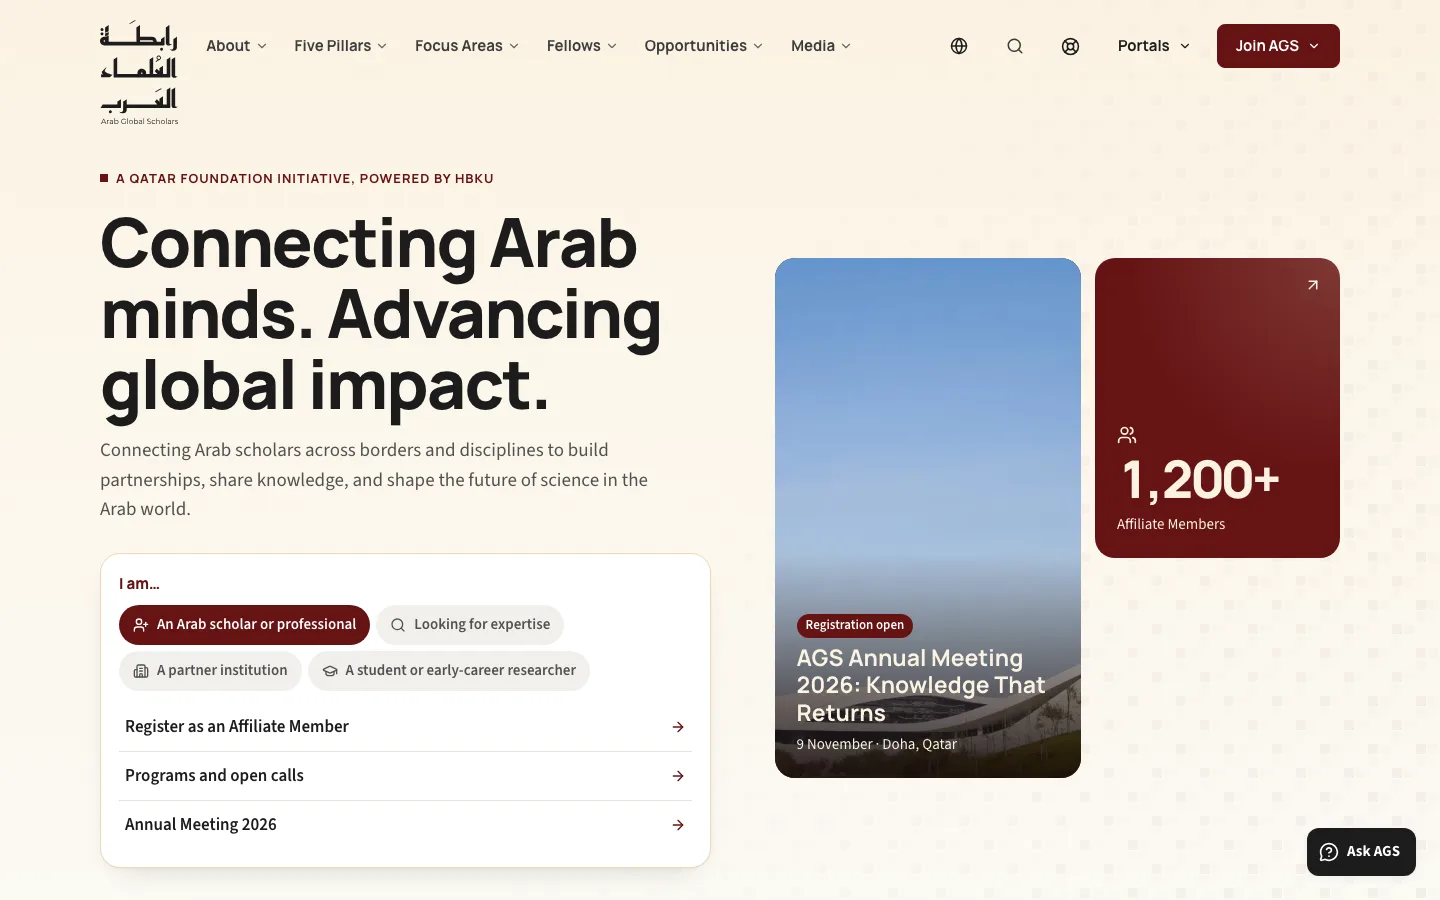 رابطة
العلماء
العرب
Arab Global Scholars
About
Five Pillars
Focus Areas
Fellows
Opportunities
Media
Portals
Join AGS
A QATAR FOUNDATION INITIATIVE, POWERED BY HBKU
Connecting Arab
minds. Advancing
global impact.
Connecting Arab scholars across borders and disciplines to build
partnerships, share knowledge, and shape the future of science in the
Arab world.
I am...
An Arab scholar or professional
Looking for expertise
A partner institution
A student or early-career researcher
Register as an Affiliate Member
Programs and open calls
Annual Meeting 2026
Registration open
AGS Annual Meeting
2026: Knowledge That
Returns
9 November · Doha, Qatar
1,200+
Affiliate Members
Ask AGS